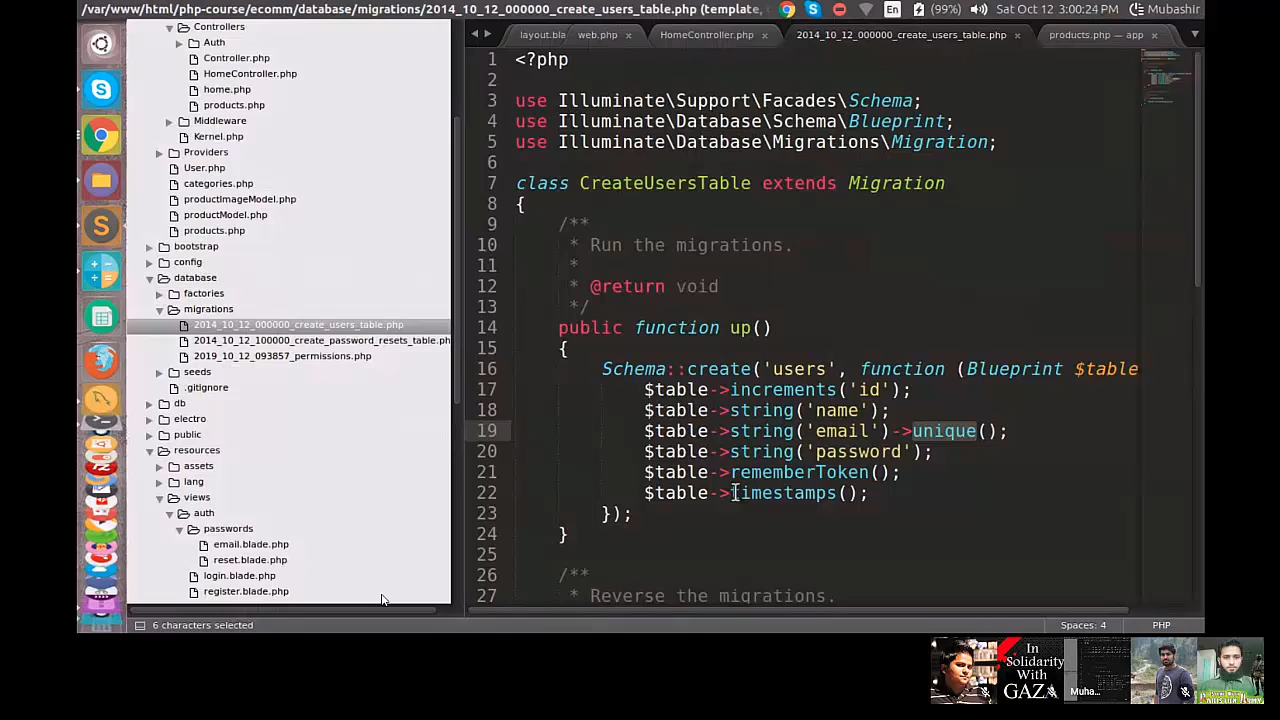 /var/www/html/php-course/ecomm/database/migrations/2014_10_12_000000_create_users_table.php (template,
En
(99%)
Sat Oct 12 3:00:24 PM
Mubashir
layout.bla
web.php
HomeController.php
2014_10_12_000000_create_users_table.php
products.php — app
Controllers
Auth
Controller.php
HomeController.php
home.php
products.php
Middleware
Kernel.php
Providers
User.php
categories.php
productImageModel.php
productModel.php
products.php
bootstrap
config
database
factories
migrations
2014_10_12_000000_create_users_table.php
2014_10_12_100000_create_password_resets_table.ph
2019_10_12_093857_permissions.php
seeds
.gitignore
db
electro
public
resources
assets
lang
views
auth
passwords
email.blade.php
reset.blade.php
login.blade.php
register.blade.php
1 <?php
2
3 use Illuminate\Support\Facades\Schema;
4 use Illuminate\Database\Schema\Blueprint;
5 use Illuminate\Database\Migrations\Migration;
6
7 class CreateUsersTable extends Migration
8 {
9 /**
10 * Run the migrations.
11 *
12 * @return void
13 */
14 public function up()
15 {
16 Schema::create('users', function (Blueprint $table
17 $table->increments('id');
18 $table->string('name');
19 $table->string('email')->unique();
20 $table->string('password');
21 $table->rememberToken();
22 $table->timestamps();
23 });
24 }
25
26 /**
27 * Reverse the migrations.
6 characters selected
Spaces: 4
PHP
In
Solidarity
With
GAZA
Muha...